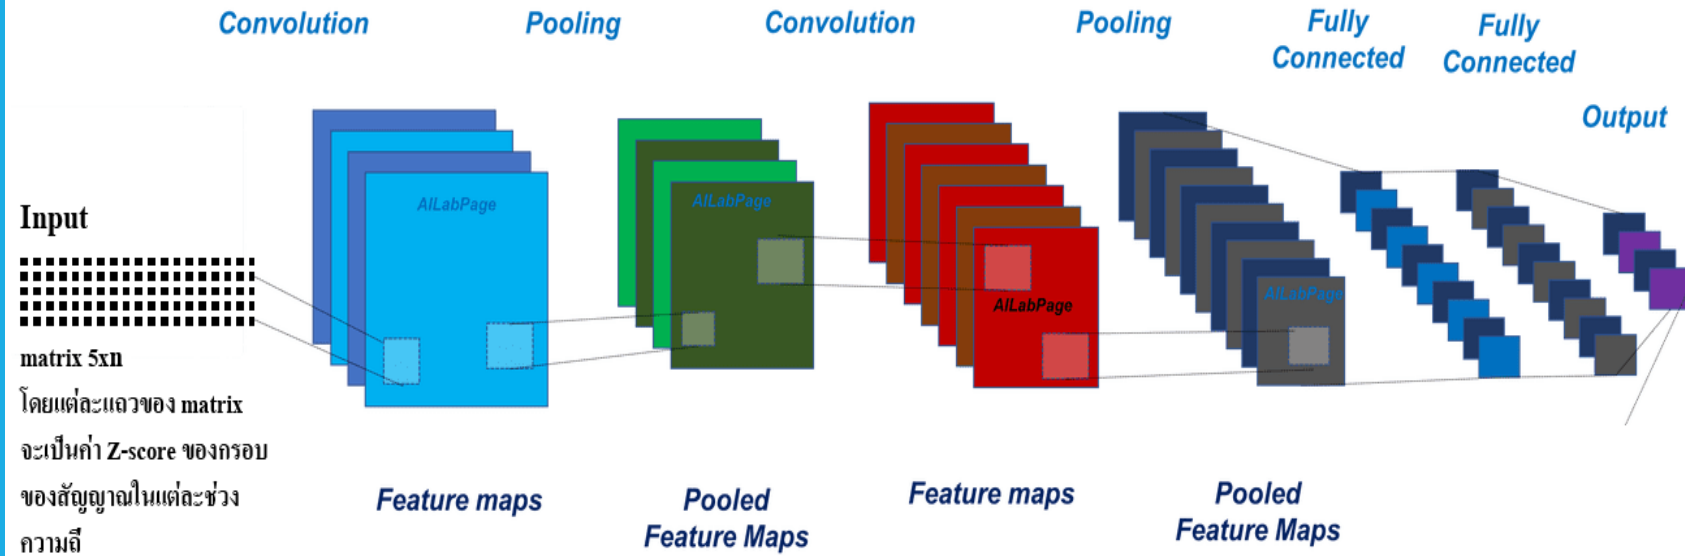 Convolution
Pooling
Convolution
Pooling
Fully
Connected
Fully
Connected
Output
AILabPage
AILabPage
AILabPage
AILabPage
Input
matrix 5xn
โดยแต่ละแถวของ matrix
จะเป็นค่า Z-score ของกรอบ
ของสัญญาณในแต่ละช่วง
ความถี่
Feature maps
Pooled
Feature Maps
Feature maps
Pooled
Feature Maps